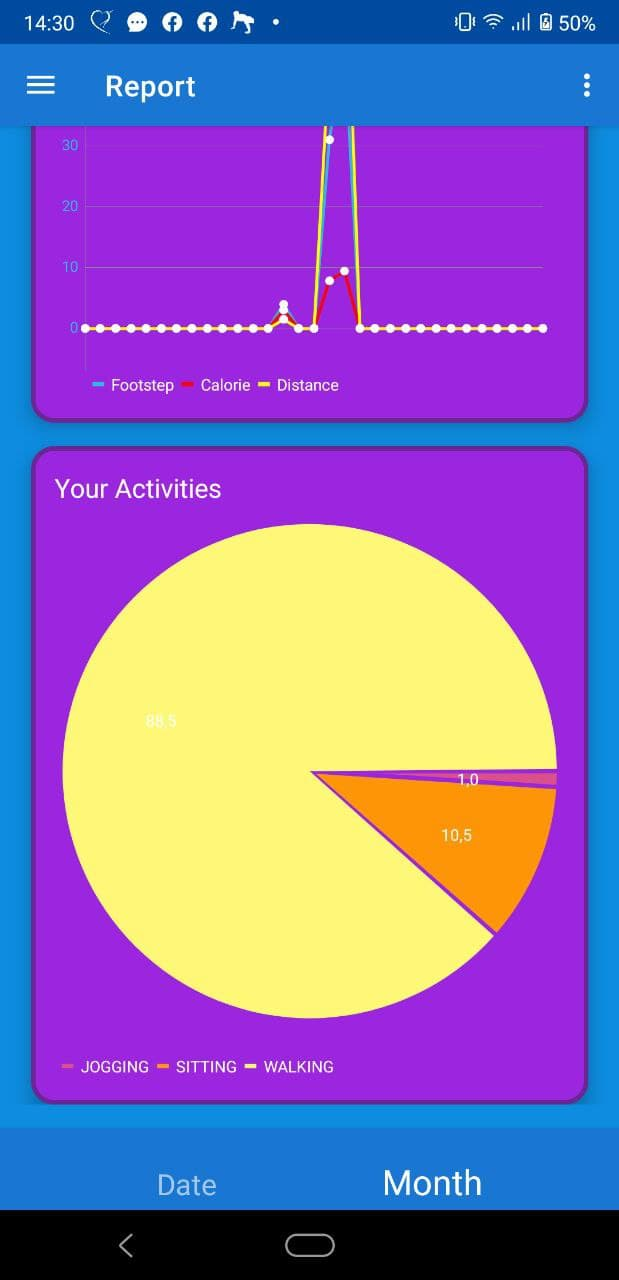 14:30 50%
Report
30
20
10
0
Footstep Calorie Distance
Your Activities
88,5
1,0
10,5
JOGGING SITTING WALKING
Date Month